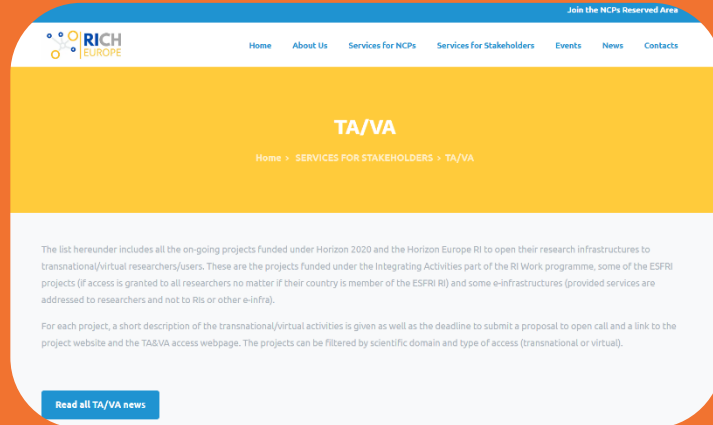 Join the NCPs Reserved Area
RICH
EUROPE
Home About Us Services for NCPs Services for Stakeholders Events News Contacts
TA/VA
Home › SERVICES FOR STAKEHOLDERS › TA/VA
The list hereunder includes all the on-going projects funded under Horizon 2020 and the Horizon Europe RI to open their research infrastructures to
transnational/virtual researchers/users. These are the projects funded under the Integrating Activities part of the RI Work programme, some of the ESFRI
projects (if access is granted to all researchers no matter if their country is member of the ESFRI RI) and some e-infrastructures (provided services are
addressed to researchers and not to RIs or other e-infra).
For each project, a short description of the transnational/virtual activities is given as well as the deadline to submit a proposal to open call and a link to the
project website and the TA&VA access webpage. The projects can be filtered by scientific domain and type of access (transnational or virtual).
Read all TA/VA news